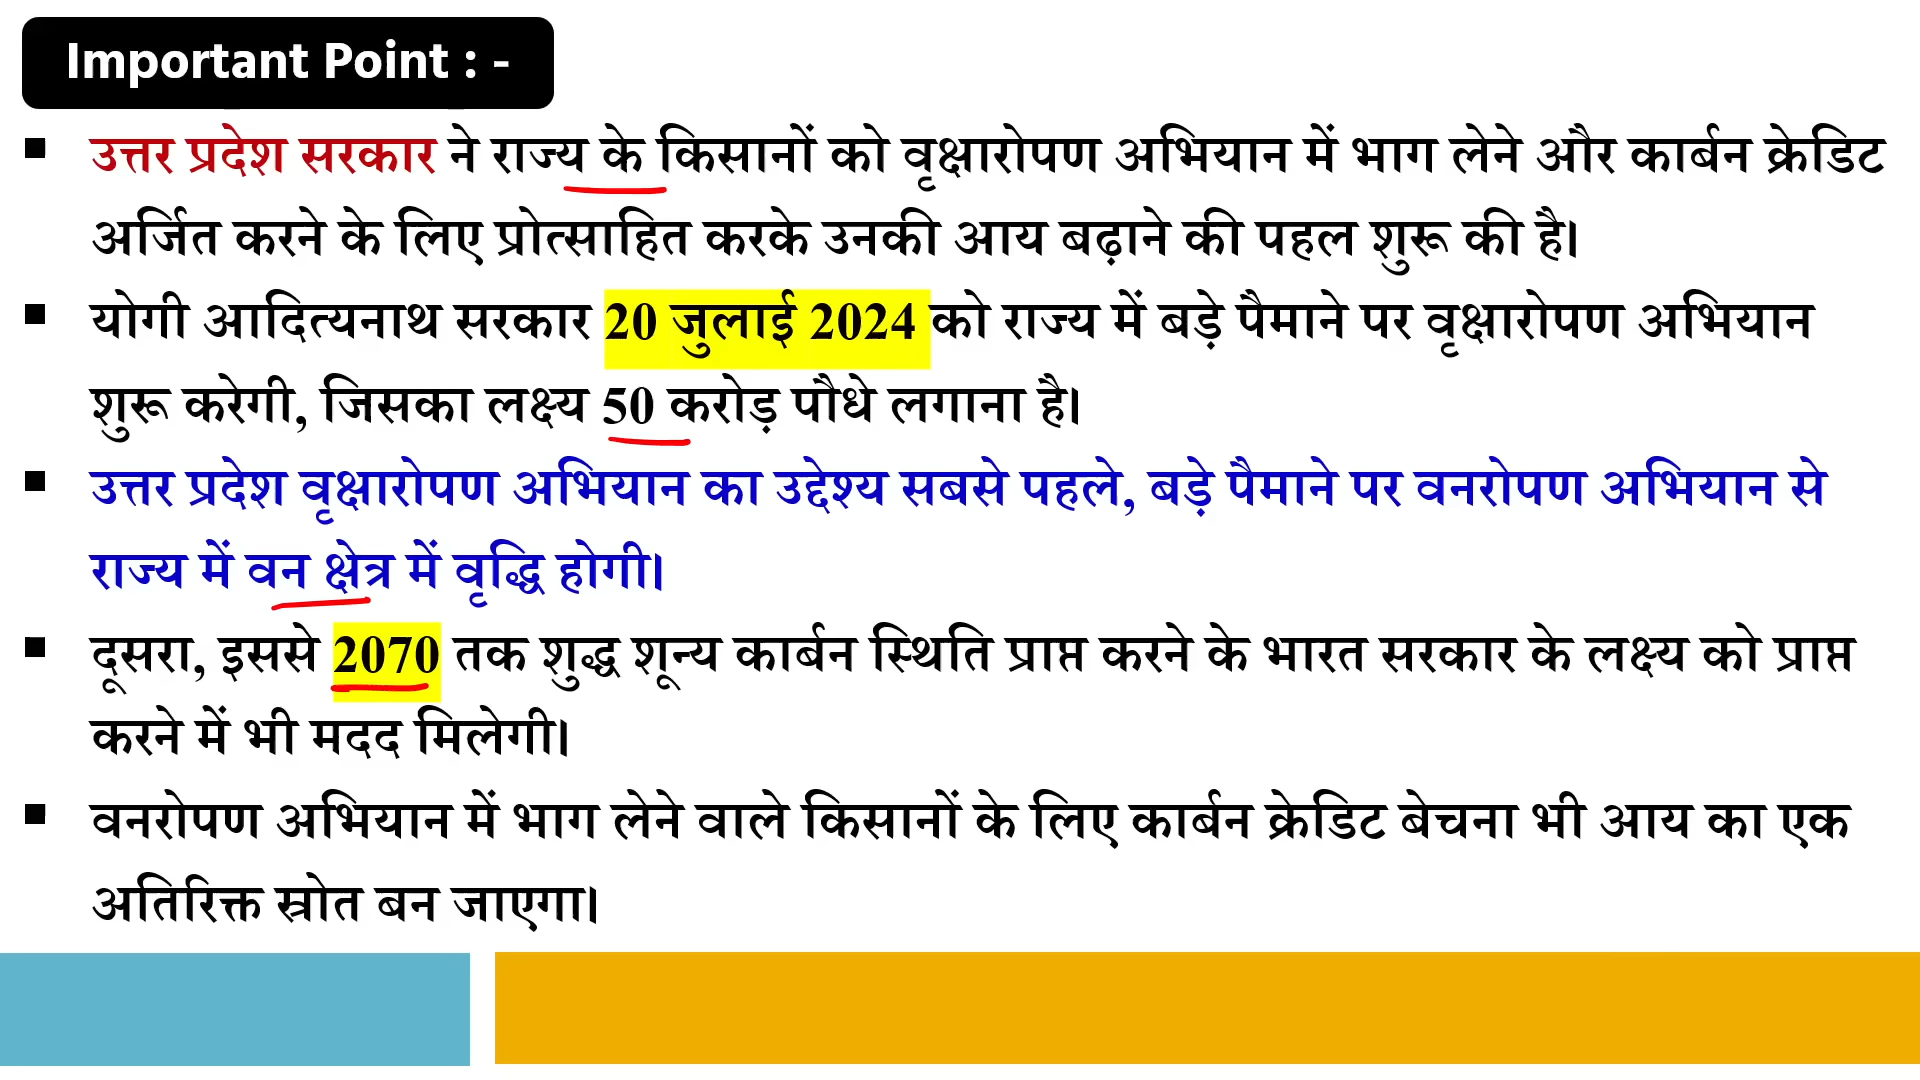 Important Point : -
▪ उत्तर प्रदेश सरकार ने राज्य के किसानों को वृक्षारोपण अभियान में भाग लेने और कार्बन क्रेडिट
अर्जित करने के लिए प्रोत्साहित करके उनकी आय बढ़ाने की पहल शुरू की है।
▪ योगी आदित्यनाथ सरकार 20 जुलाई 2024 को राज्य में बड़े पैमाने पर वृक्षारोपण अभियान
शुरू करेगी, जिसका लक्ष्य 50 करोड़ पौधे लगाना है।
▪ उत्तर प्रदेश वृक्षारोपण अभियान का उद्देश्य सबसे पहले, बड़े पैमाने पर वनरोपण अभियान से
राज्य में वन क्षेत्र में वृद्धि होगी।
▪ दूसरा, इससे 2070 तक शुद्ध शून्य कार्बन स्थिति प्राप्त करने के भारत सरकार के लक्ष्य को प्राप्त
करने में भी मदद मिलेगी।
▪ वनरोपण अभियान में भाग लेने वाले किसानों के लिए कार्बन क्रेडिट बेचना भी आय का एक
अतिरिक्त स्रोत बन जाएगा।